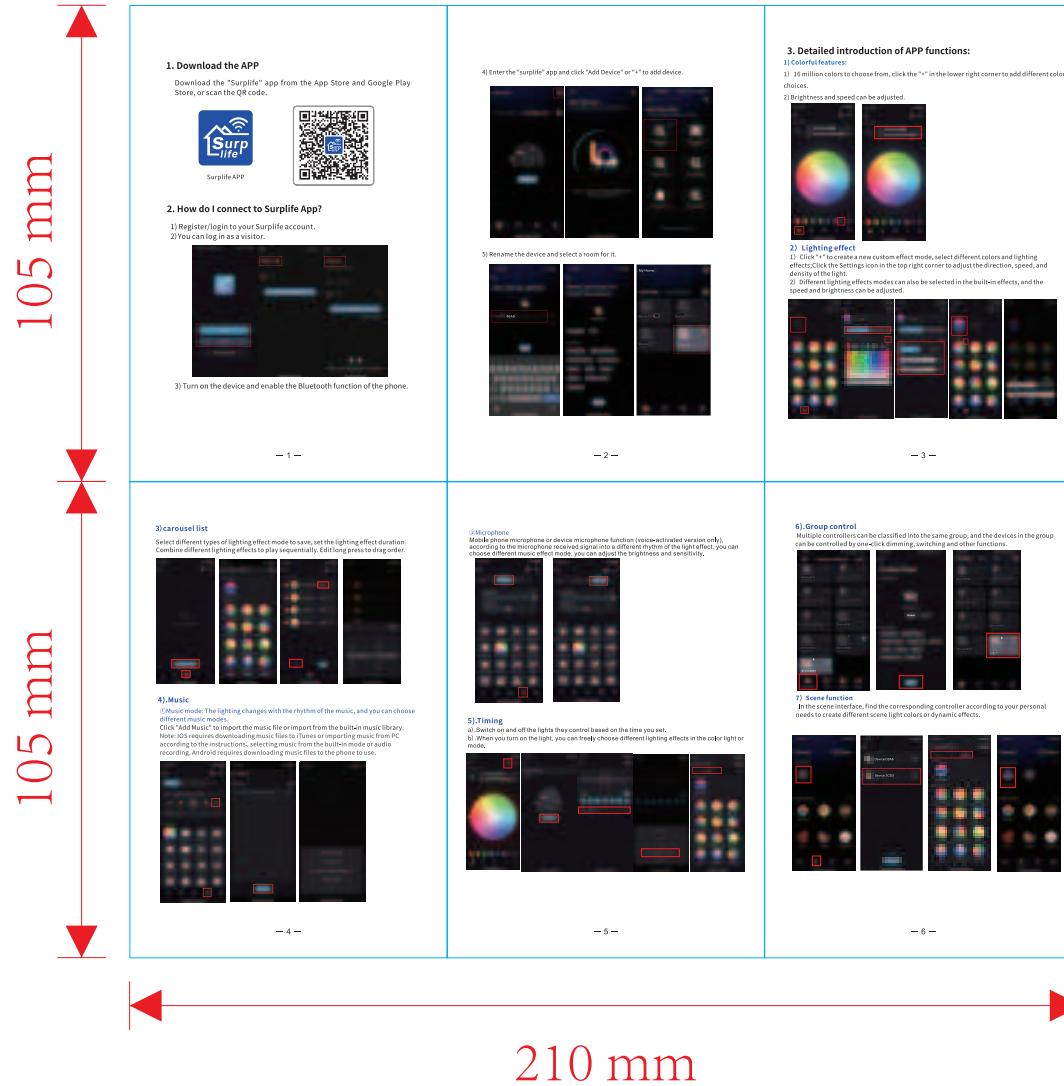 105 mm
1. Download the APP
Download the "Surplife" app from the App Store and Google Play
Store, or scan the QR code.
Surp
life
Surplife APP
2. How do I connect to Surplife App?
1) Register/login to your Surplife account.
2)You can log in as a visitor.
3) Turn on the device and enable the Bluetooth function of the phone.
— 1 —
4) Enter the "surplife" app and click "Add Device" or "+" to add device.
5) Rename the device and select a room for it.
— 2 —
3. Detailed introduction of APP functions:
1) Colorful features:
1) 16 million colors to choose from, click the "+" in the lower right corner to add different color
choices.
2) Brightness and speed can be adjusted.
2) Lighting effect
1) Click "+" to create a new custom effect mode, select different colors and lighting
effects;Click the Settings icon in the top right corner to adjust the direction, speed, and
density of the light.
2) Different lighting effects modes can also be selected in the built-in effects, and the
speed and brightness can be adjusted.
— 3 —
105 mm
3)carousel list
Select different types of lighting effect mode to save, set the lighting effect duration.
Combine different lighting effects to play sequentially. Edit long press to drag order.
4).Music
①Music mode: The lighting changes with the rhythm of the music, and you can choose
different music modes.
Click "Add Music" to import the music file or import from the built-in music library.
Note: IOS requires downloading music files to iTunes or importing music from PC
according to the instructions、selecting music from the built-in mode or audio
recording, Android requires downloading music files to the phone to use.
— 4 —
②Microphone
Mobile phone microphone or device microphone function (voice-activated version only),
according to the microphone received signal into a different rhythm of the light effect, you can
choose different music effect mode, you can adjust the brightness and sensitivity.
5).Timing
a) .Switch on and off the lights they control based on the time you set.
b) .When you turn on the light, you can freely choose different lighting effects in the color light or
mode.
— 5 —
6).Group control
Multiple controllers can be classified into the same group, and the devices in the group
can be controlled by one-click dimming, switching and other functions.
7) Scene function
In the scene interface, find the corresponding controller according to your personal
needs to create different scene light colors or dynamic effects.
— 6 —
210 mm